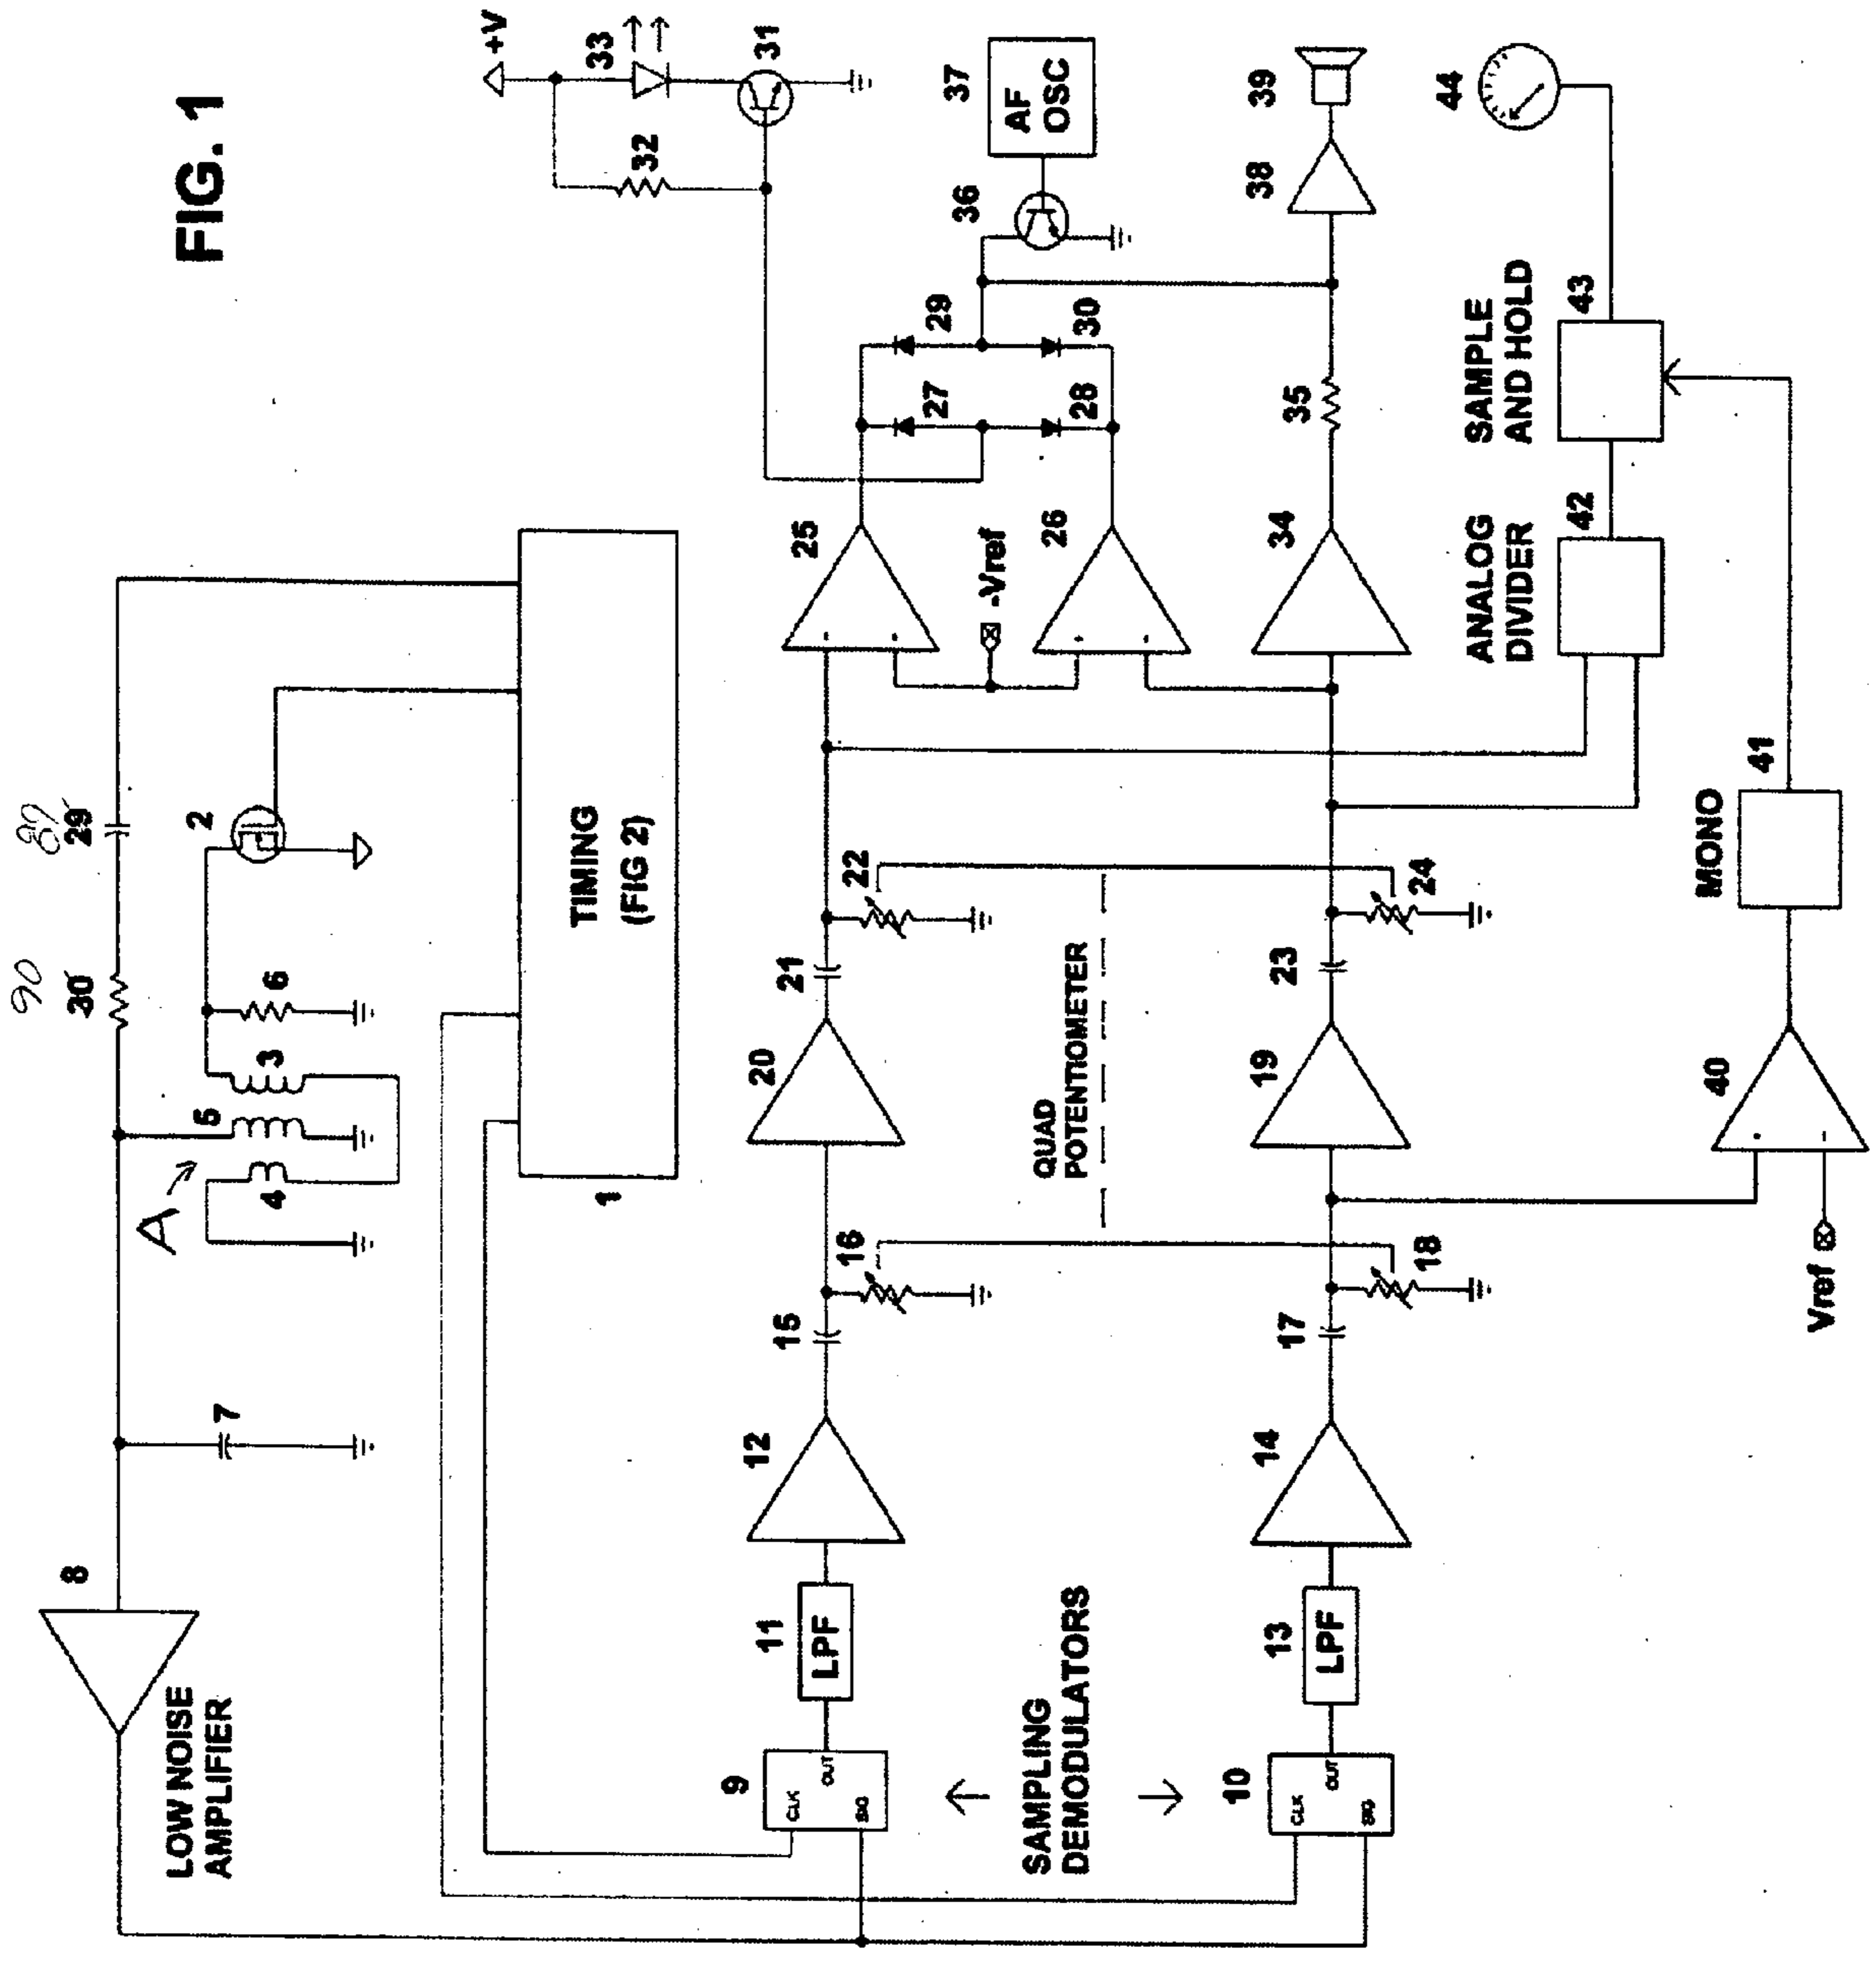 FIG. 1
+V
33
31
32
37
AF
OSC
36
39
38
44
29
30
27
28
35
SAMPLE
AND HOLD
43
25
-Vref
26
34
ANALOG
DIVIDER
42
89
29
2
90
30
6
3
5
4
A
TIMING
(FIG 2)
1
22
24
21
23
QUAD
POTENTIOMETER
20
19
MONO
41
40
Vref
16
18
15
17
7
8
LOW NOISE
AMPLIFIER
12
14
11
LPF
13
LPF
SAMPLING
DEMODULATORS
9
CLK
OUT
SIG
10
CLK
OUT
SIG